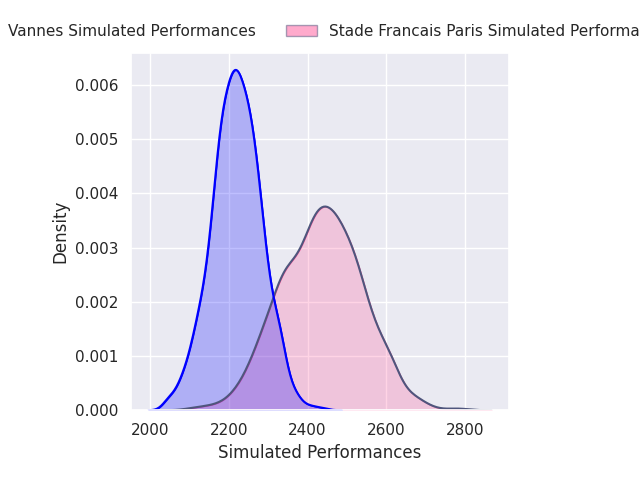 Vannes Simulated Performances
Stade Francais Paris Simulated Performa
0.006
0.005
0.004
0.003
0.002
0.001
0.000
Density
2000 2200 2400 2600 2800
Simulated Performances